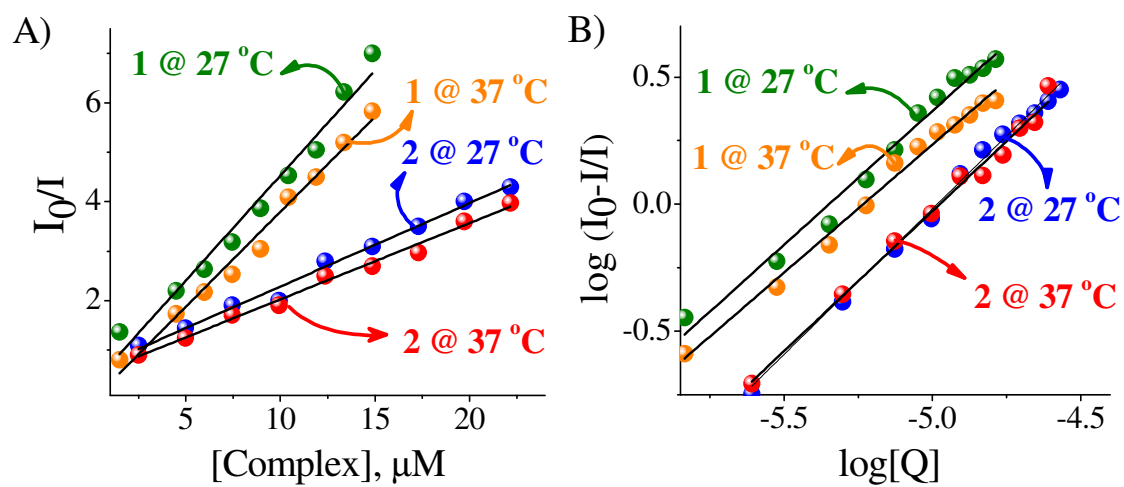 A)
I₀/I
6
4
2
5
10
15
20
[Complex], μM
1 @ 27 °C
1 @ 37 °C
2 @ 27 °C
2 @ 37 °C
B)
log (I₀-I/I)
0.5
0.0
-0.5
-5.5
-5.0
-4.5
log[Q]
1 @ 27 °C
1 @ 37 °C
2 @ 27 °C
2 @ 37 °C